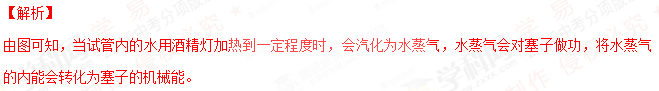 【解析】
由图可知，当试管内的水用酒精灯加热到一定程度时，会汽化为水蒸气，水蒸气会对塞子做功，将水蒸气
的内能会转化为塞子的机械能。